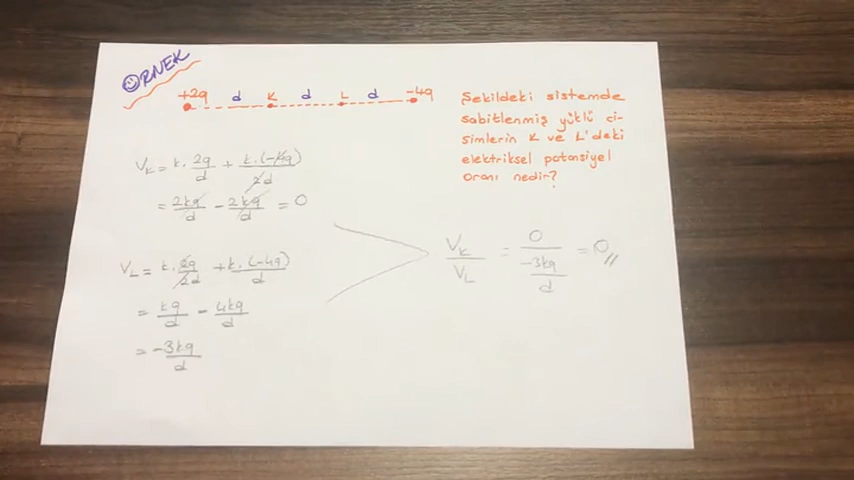 ÖRNEK
+2q d K d L d -4q
Şekildeki sistemde
sabitlenmiş yüklü ci-
simlerin K ve L'deki
elektriksel potansiyel
oranı nedir?
V_K = k. 2q/d + k.(-4q)/2d
= 2kq/d - 2kq/d = 0
V_L = k. 2q/2d + k.(-4q)/d
= kq/d - 4kq/d
= -3kq/d
V_K/V_L = 0/(-3kq/d) = 0